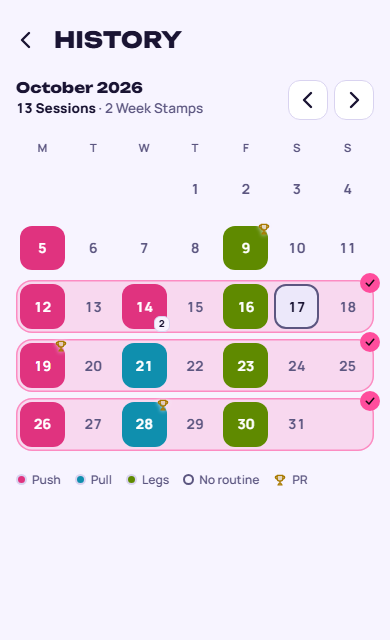 HISTORY
October 2026
13 Sessions · 2 Week Stamps
M T W T F S S
1 2 3 4
5 6 7 8 9 10 11
12 13 14 2 15 16 17 18
19 20 21 22 23 24 25
26 27 28 29 30 31
Push Pull Legs No routine PR